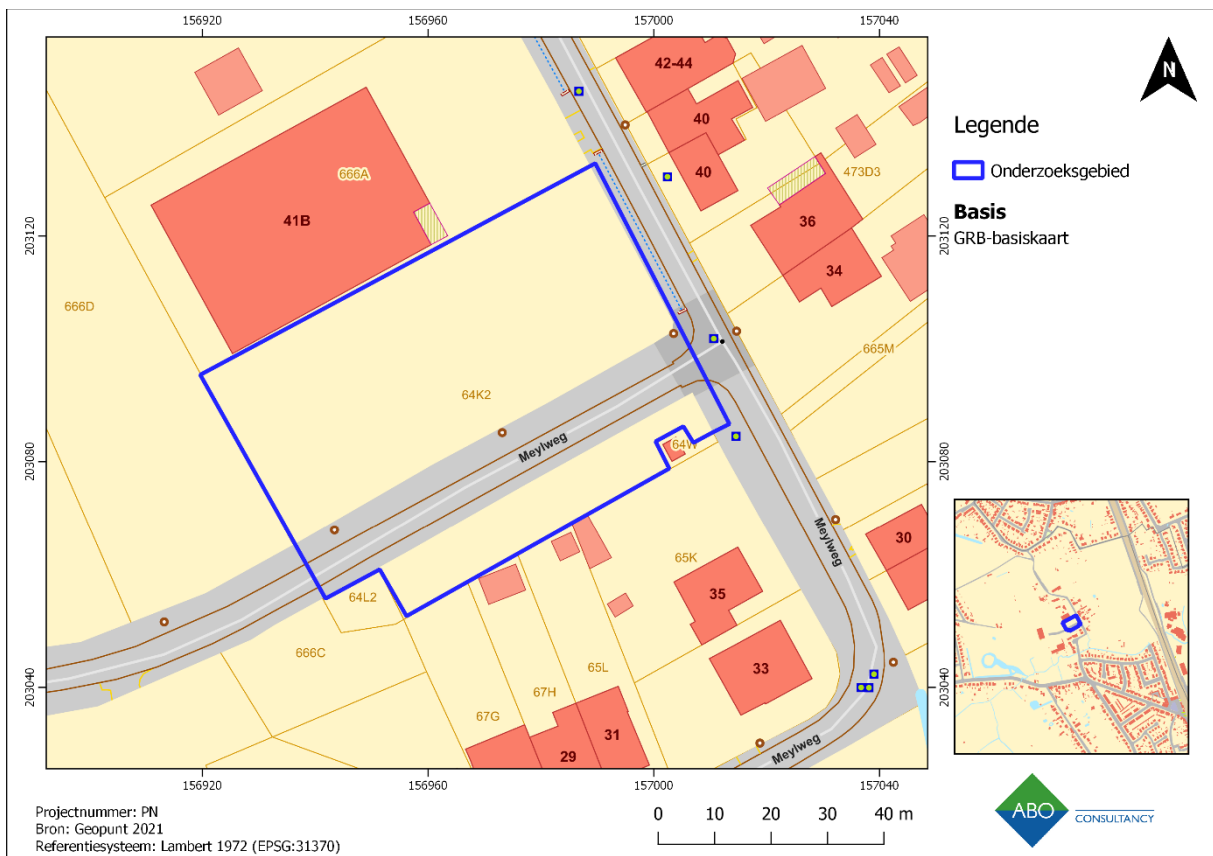 156920
156960
157000
157040
42-44
N
40
Legende
666A
40
473D3
Onderzoeksgebied
41B
36
Basis
203120
203120
GRB-basiskaart
34
666D
665M
64K2
Meylweg
64W
203080
203080
Meylweg
30
65K
35
64L2
666C
33
65L
203040
203040
67H
67G
31
29
Meylweg
156920
156960
157000
157040
Projectnummer: PN
Bron: Geopunt 2021
Referentiesysteem: Lambert 1972 (EPSG:31370)
0 10 20 30 40 m
ABO
CONSULTANCY